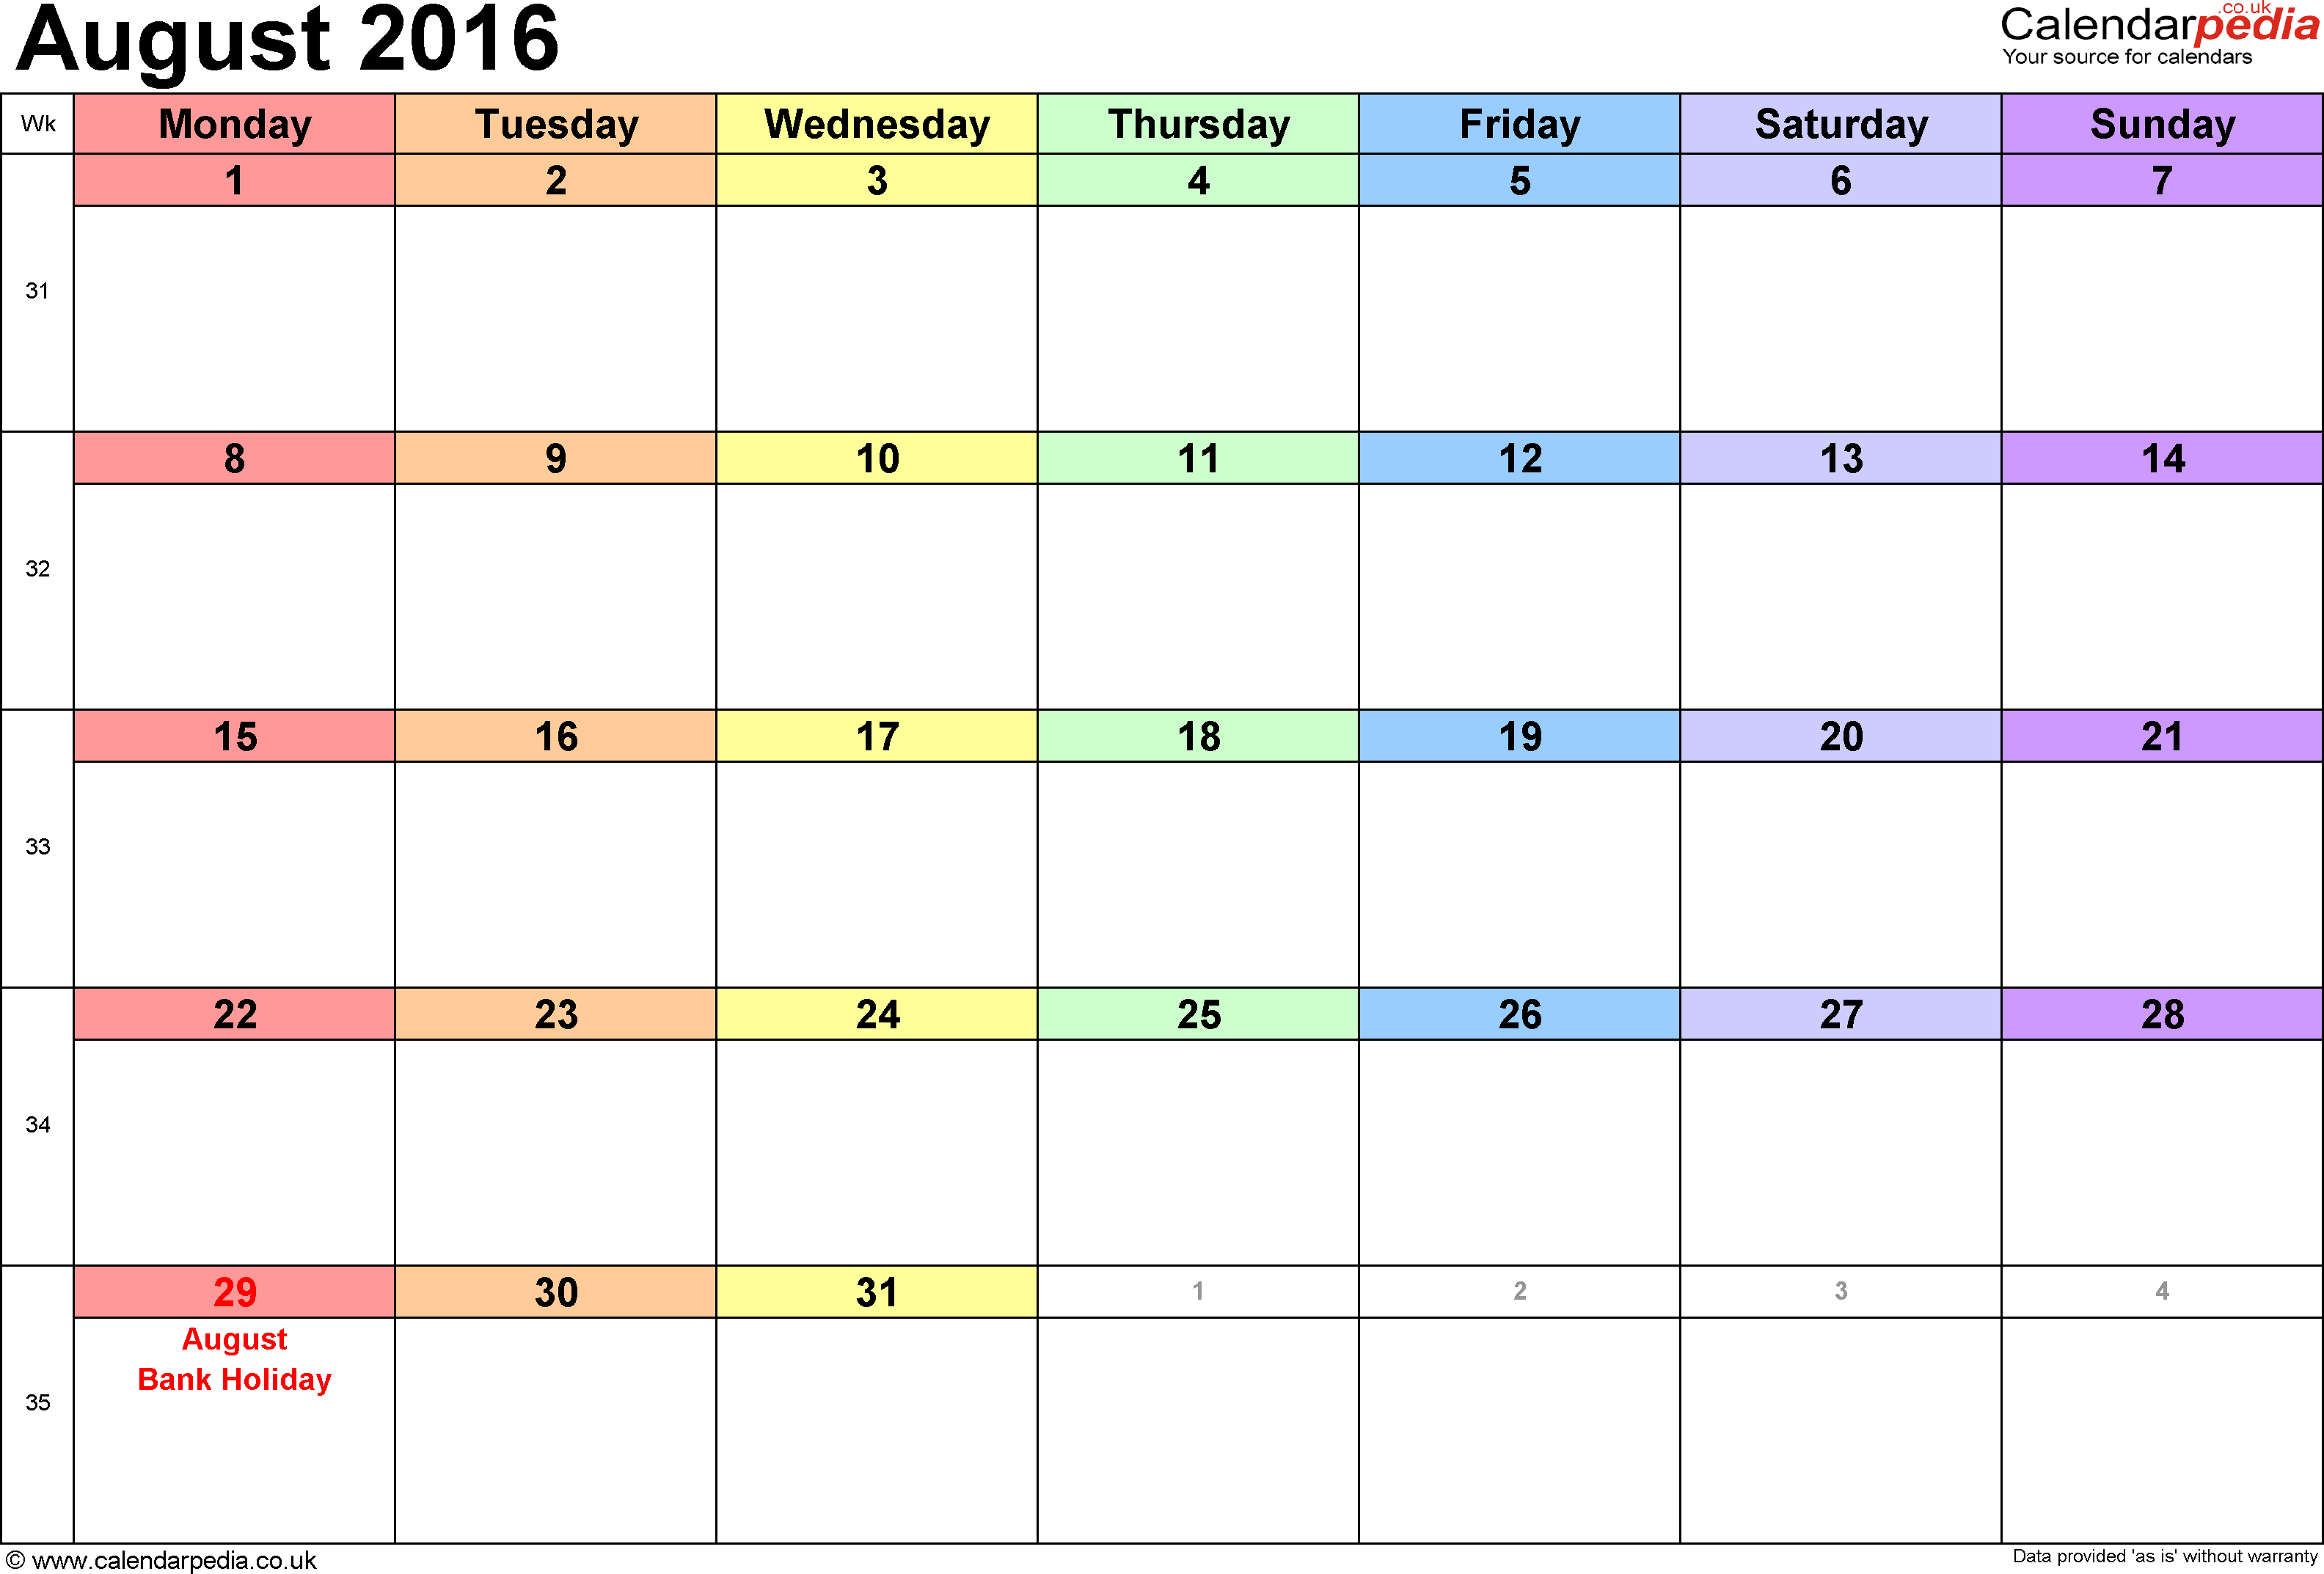 August 2016
Calendarpedia.co.uk
Your source for calendars
Wk Monday Tuesday Wednesday Thursday Friday Saturday Sunday
1 2 3 4 5 6 7
31
8 9 10 11 12 13 14
32
15 16 17 18 19 20 21
33
22 23 24 25 26 27 28
34
29 30 31 1 2 3 4
August
Bank Holiday
35
© www.calendarpedia.co.uk
Data provided 'as is' without warranty